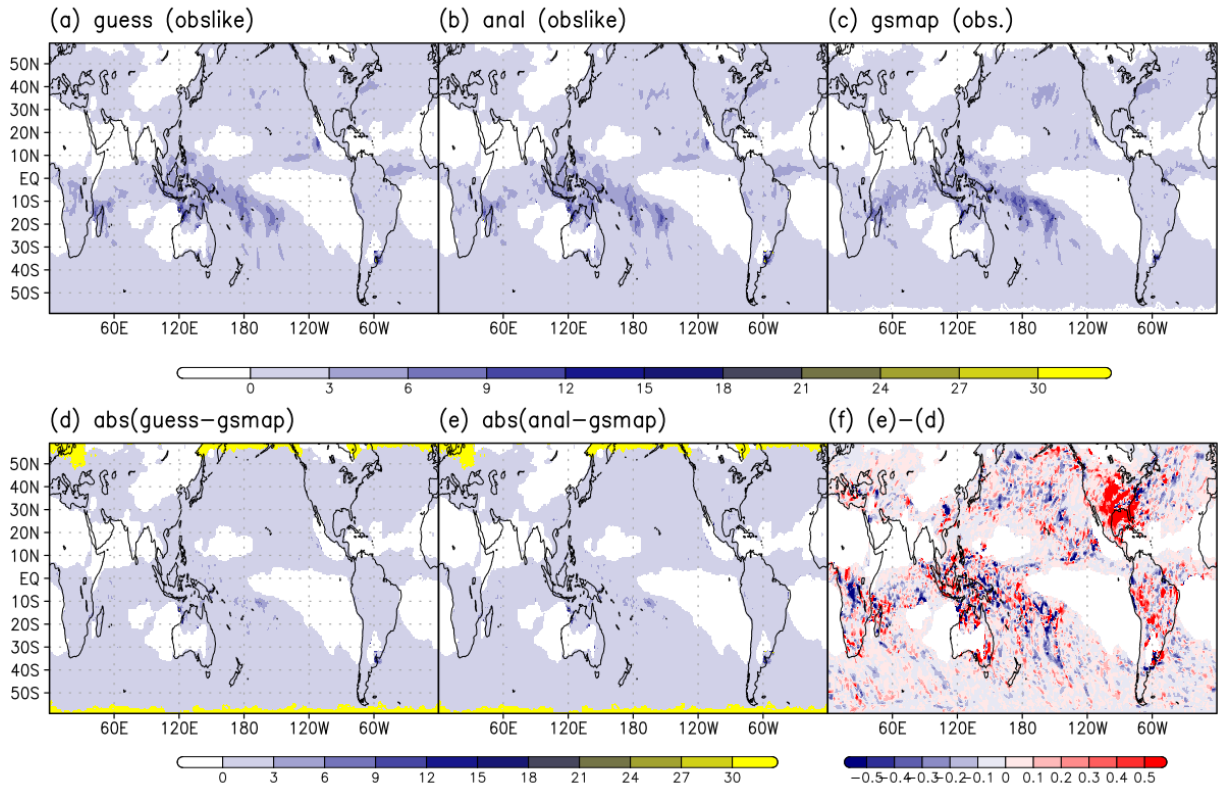 (a) guess (obslike)
(b) anal (obslike)
(c) gsmap (obs.)
50N
40N
30N
20N
10N
EQ
10S
20S
30S
40S
50S
60E 120E 180 120W 60W
60E 120E 180 120W 60W
60E 120E 180 120W 60W
0 3 6 9 12 15 18 21 24 27 30
(d) abs(guess-gsmap)
(e) abs(anal-gsmap)
(f) (e)-(d)
50N
40N
30N
20N
10N
EQ
10S
20S
30S
40S
50S
60E 120E 180 120W 60W
60E 120E 180 120W 60W
60E 120E 180 120W 60W
0 3 6 9 12 15 18 21 24 27 30
-0.5 -0.4 -0.3 -0.2 -0.1 0 0.1 0.2 0.3 0.4 0.5